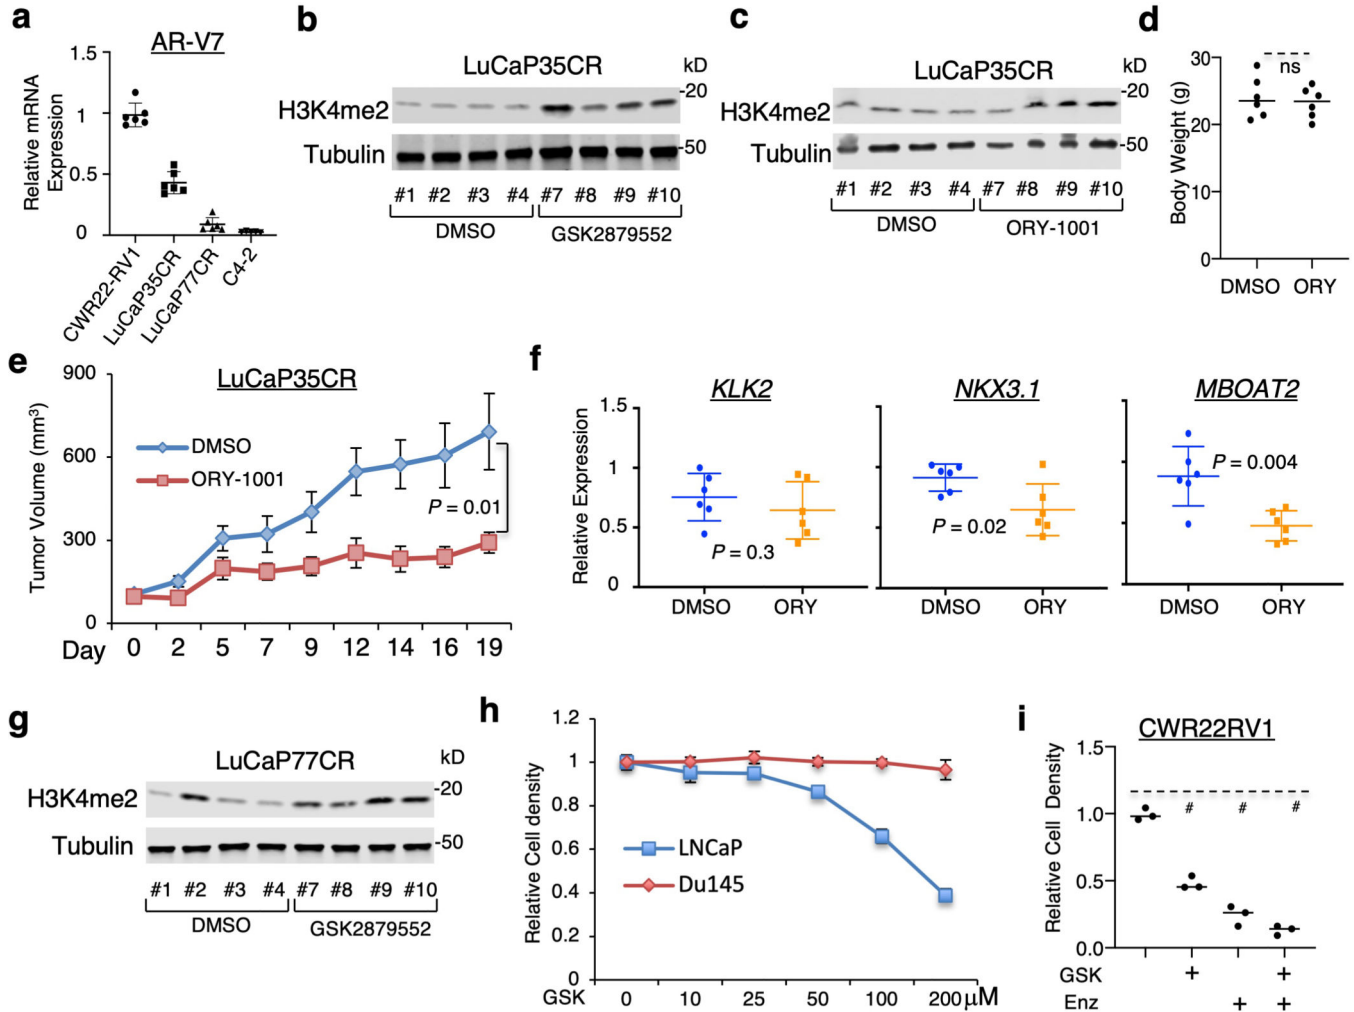 a
AR-V7
Relative mRNA
Expression
1.5
1
0.5
0
CWR22-RV1
LuCaP35CR
LuCaP77CR
C4-2
b
LuCaP35CR
kD
H3K4me2
-20
Tubulin
-50
#1 #2 #3 #4 #7 #8 #9 #10
DMSO GSK2879552
c
LuCaP35CR
kD
H3K4me2
-20
Tubulin
-50
#1 #2 #3 #4 #7 #8 #9 #10
DMSO ORY-1001
d
Body Weight (g)
30
20
10
0
ns
DMSO ORY
e
LuCaP35CR
Tumor Volume (mm³)
900
600
300
0
DMSO
ORY-1001
P = 0.01
Day 0 2 5 7 9 12 14 16 19
f
Relative Expression
1.5
1
0.5
0
KLK2
P = 0.3
DMSO ORY
NKX3.1
P = 0.02
DMSO ORY
MBOAT2
P = 0.004
DMSO ORY
g
LuCaP77CR
kD
H3K4me2
-20
Tubulin
-50
#1 #2 #3 #4 #7 #8 #9 #10
DMSO GSK2879552
h
Relative Cell density
1.2
1
0.8
0.6
0.4
0.2
0
LNCaP
Du145
GSK 0 10 25 50 100 200 μM
i
CWR22RV1
Relative Cell Density
1.5
1.0
0.5
0.0
# # #
GSK + +
Enz + +